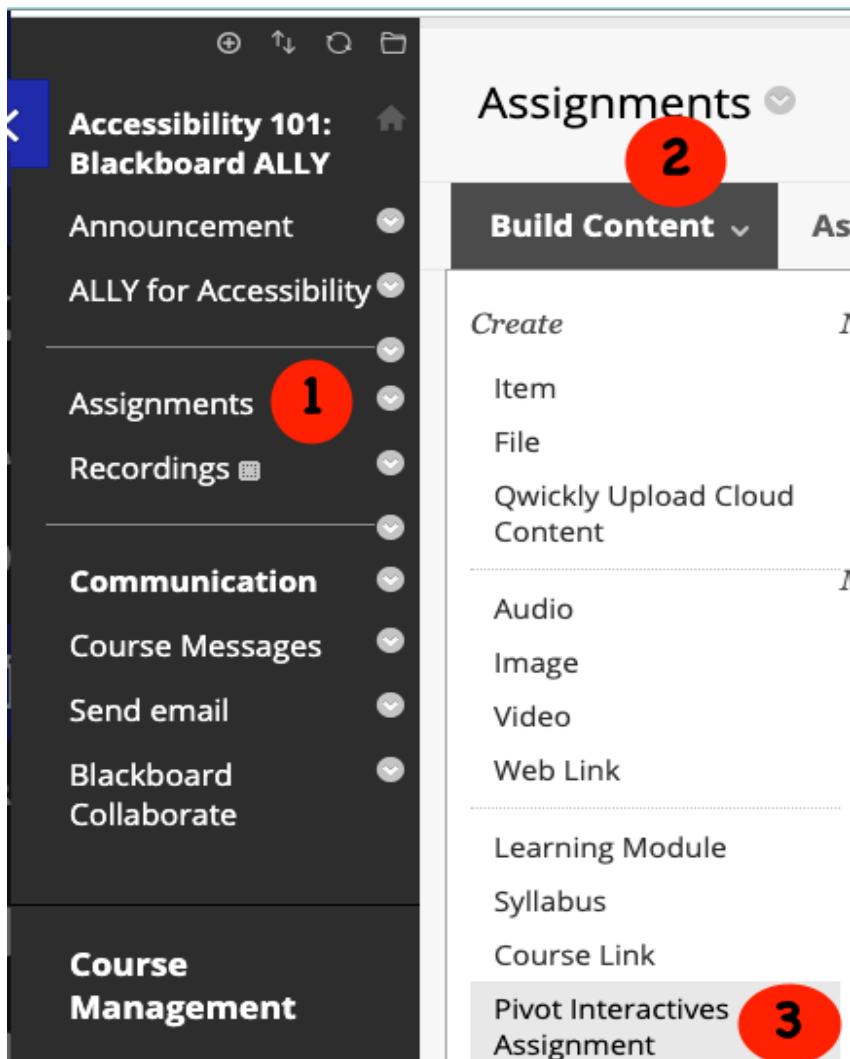 Accessibility 101:
Blackboard ALLY
Announcement
ALLY for Accessibility
Assignments 1
Recordings
Communication
Course Messages
Send email
Blackboard
Collaborate
Course
Management
Assignments
2
Build Content
As
Create
Item
File
Qwickly Upload Cloud
Content
Audio
Image
Video
Web Link
Learning Module
Syllabus
Course Link
Pivot Interactives
Assignment
3